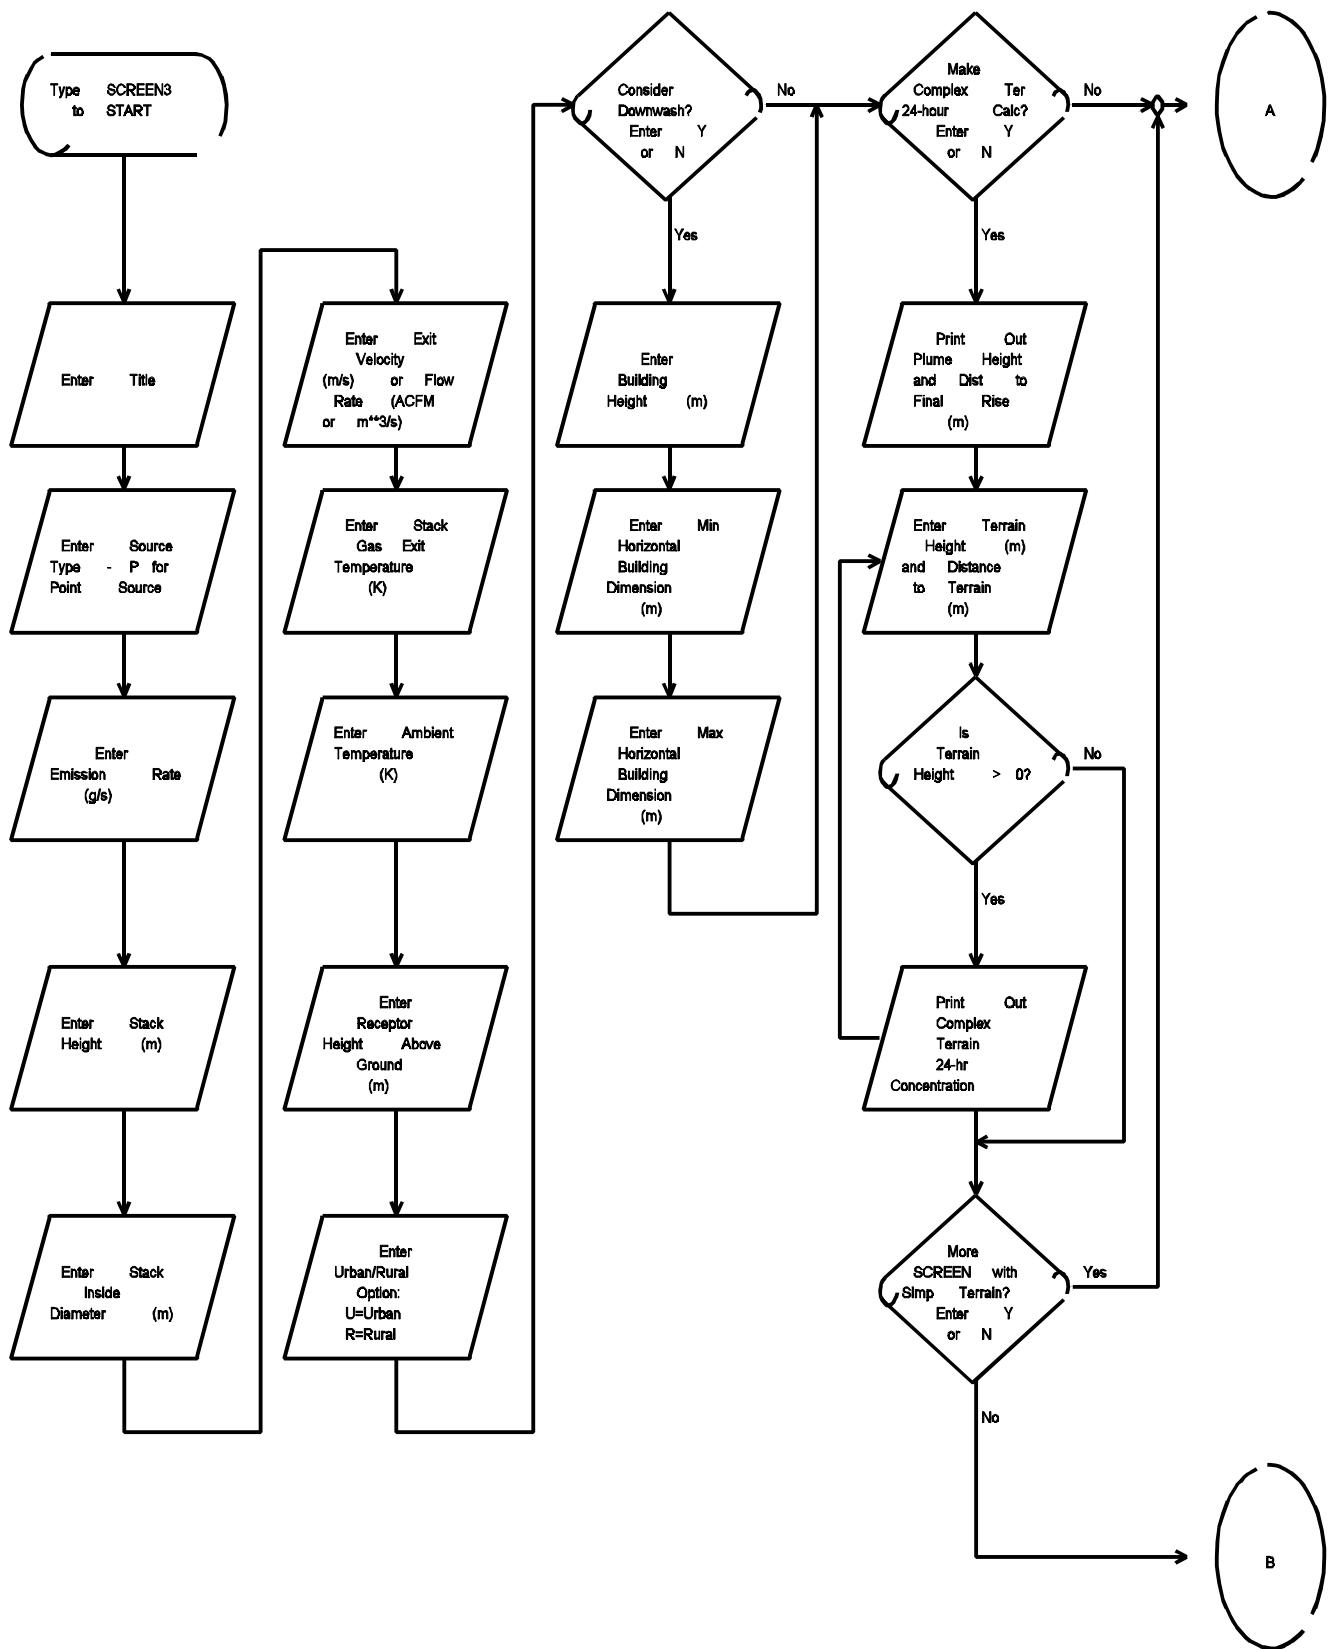 Type SCREEN3
to START
Enter Title
Enter Source
Type - P for
Point Source
Enter
Emission Rate
(g/s)
Enter Stack
Height (m)
Enter Stack
Inside
Diameter (m)
Enter Exit
Velocity
(m/s) or Flow
Rate (ACFM
or m**3/s)
Enter Stack
Gas Exit
Temperature
(K)
Enter Ambient
Temperature
(K)
Enter
Receptor
Height Above
Ground
(m)
Enter
Urban/Rural
Option:
U=Urban
R=Rural
Consider
Downwash?
Enter Y
or N
No
Yes
Enter
Building
Height (m)
Enter Min
Horizontal
Building
Dimension
(m)
Enter Max
Horizontal
Building
Dimension
(m)
Make
Complex Ter
24-hour Calc?
Enter Y
or N
No
Yes
Print Out
Plume Height
and Dist to
Final Rise
(m)
Enter Terrain
Height (m)
and Distance
to Terrain
(m)
Is
Terrain
Height > 0?
No
Yes
Print Out
Complex
Terrain
24-hr
Concentration
More
SCREEN with
Simp Terrain?
Enter Y
or N
Yes
No
A
B